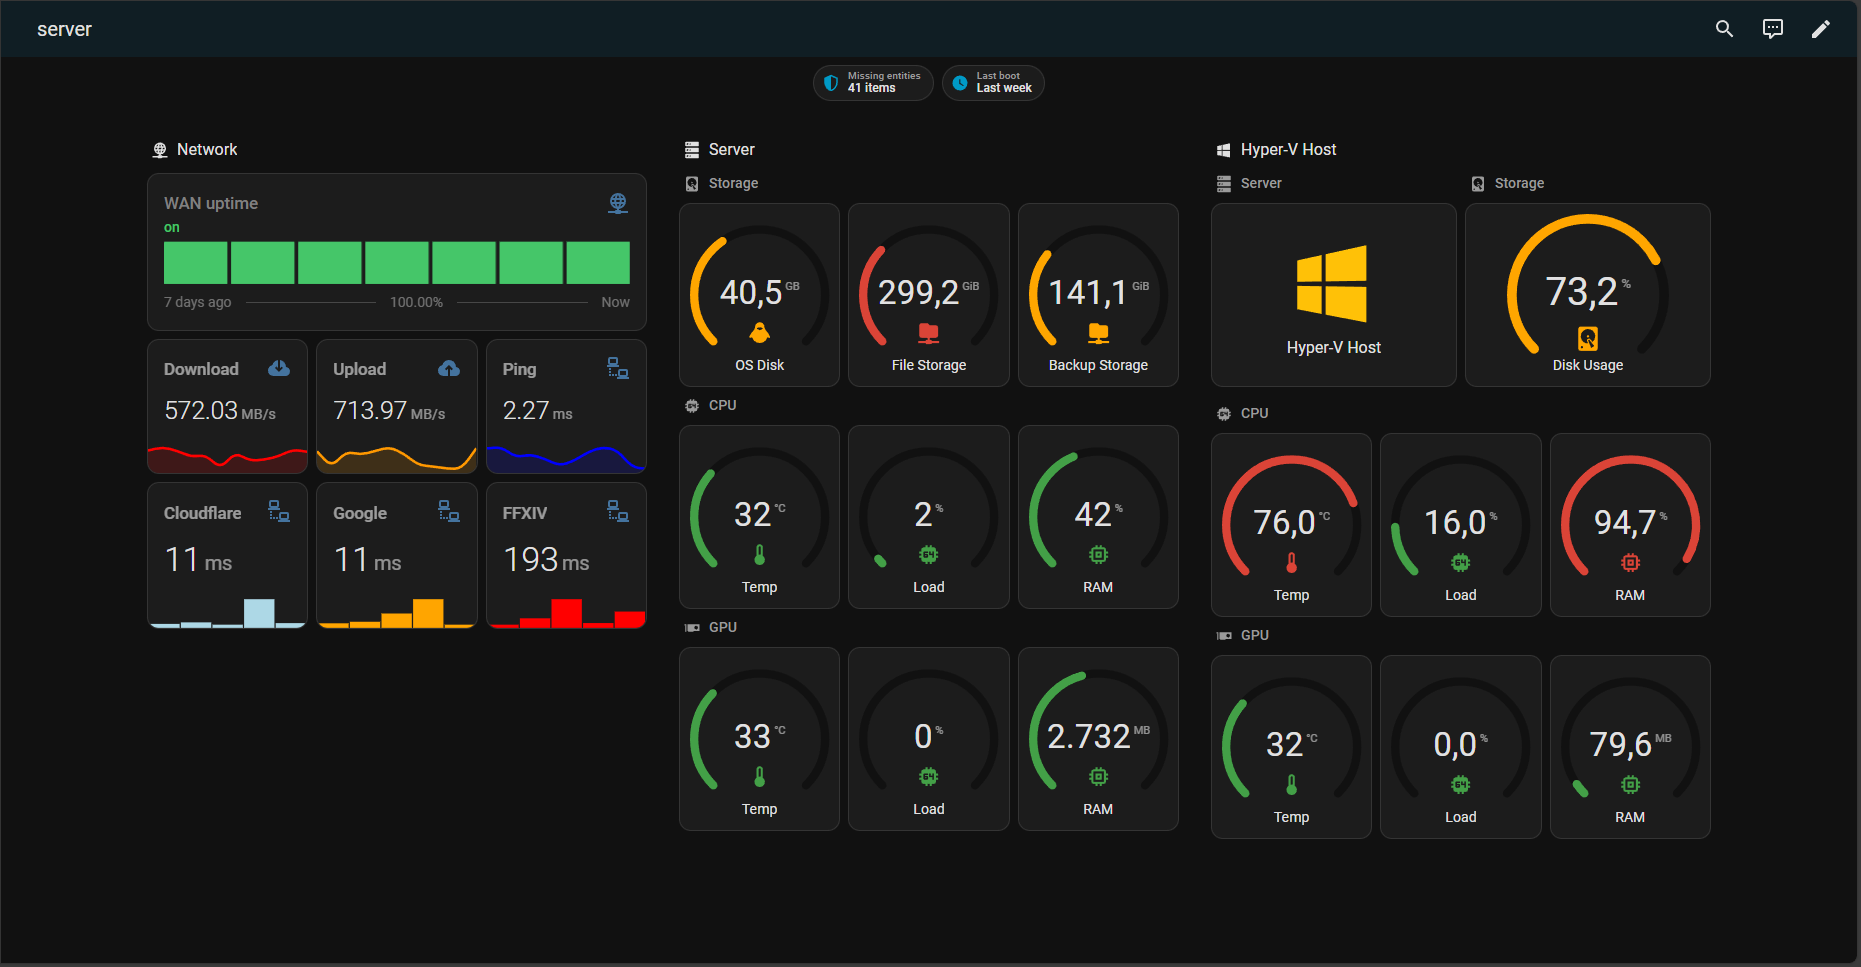 server
Missing entities
41 items
Last boot
Last week
Network
WAN uptime
on
7 days ago
100.00%
Now
Download
572.03 MB/s
Upload
713.97 MB/s
Ping
2.27 ms
Cloudflare
11 ms
Google
11 ms
FFXIV
193 ms
Server
Storage
40,5 GB
OS Disk
299,2 GiB
File Storage
141,1 GiB
Backup Storage
CPU
32 °C
Temp
2 %
64
Load
42 %
RAM
GPU
33 °C
Temp
0 %
64
Load
2.732 MB
RAM
Hyper-V Host
Server
Hyper-V Host
Storage
73,2 %
Disk Usage
CPU
76,0 °C
Temp
16,0 %
64
Load
94,7 %
RAM
GPU
32 °C
Temp
0,0 %
64
Load
79,6 MB
RAM